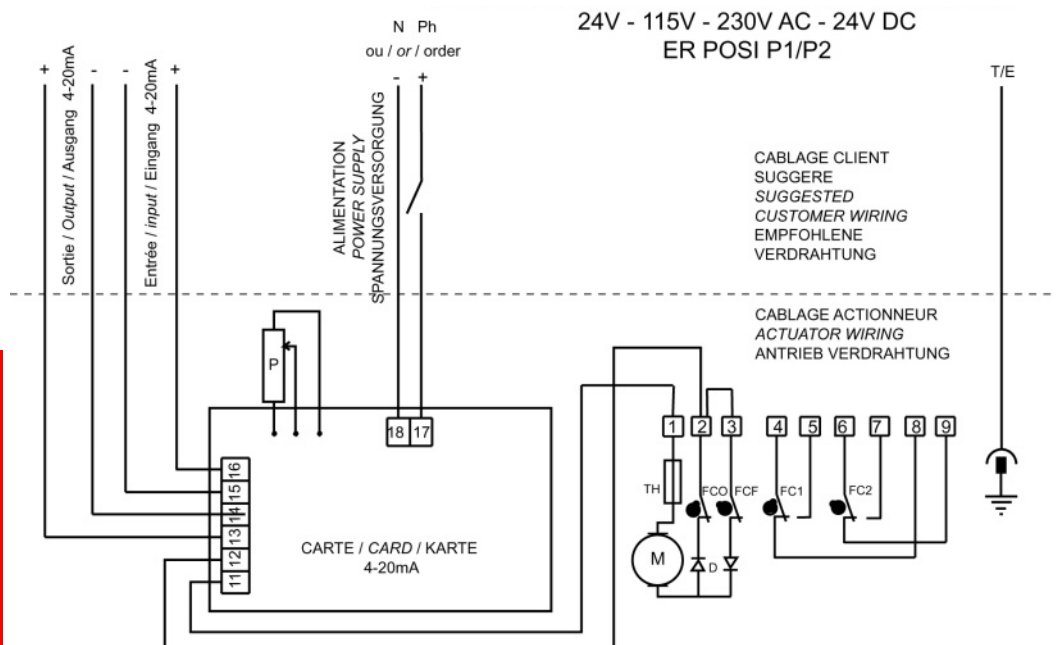 24V - 115V - 230V AC - 24V DC
ER POSI P1/P2
N Ph
ou / or / order
- +
+ - - +
T/E
Sortie / Output / Ausgang 4-20mA
Entrée / input / Eingang 4-20mA
ALIMENTATION
POWER SUPPLY
SPANNUNGSVERSORGUNG
CABLAGE CLIENT
SUGGERE
SUGGESTED
CUSTOMER WIRING
EMPFOHLENE
VERDRAHTUNG
CABLAGE ACTIONNEUR
ACTUATOR WIRING
ANTRIEB VERDRAHTUNG
P
18 17
1 2 3 4 5 6 7 8 9
16
15
14
13
12
11
TH FCO FCF FC1 FC2
CARTE / CARD / KARTE
4-20mA
M D